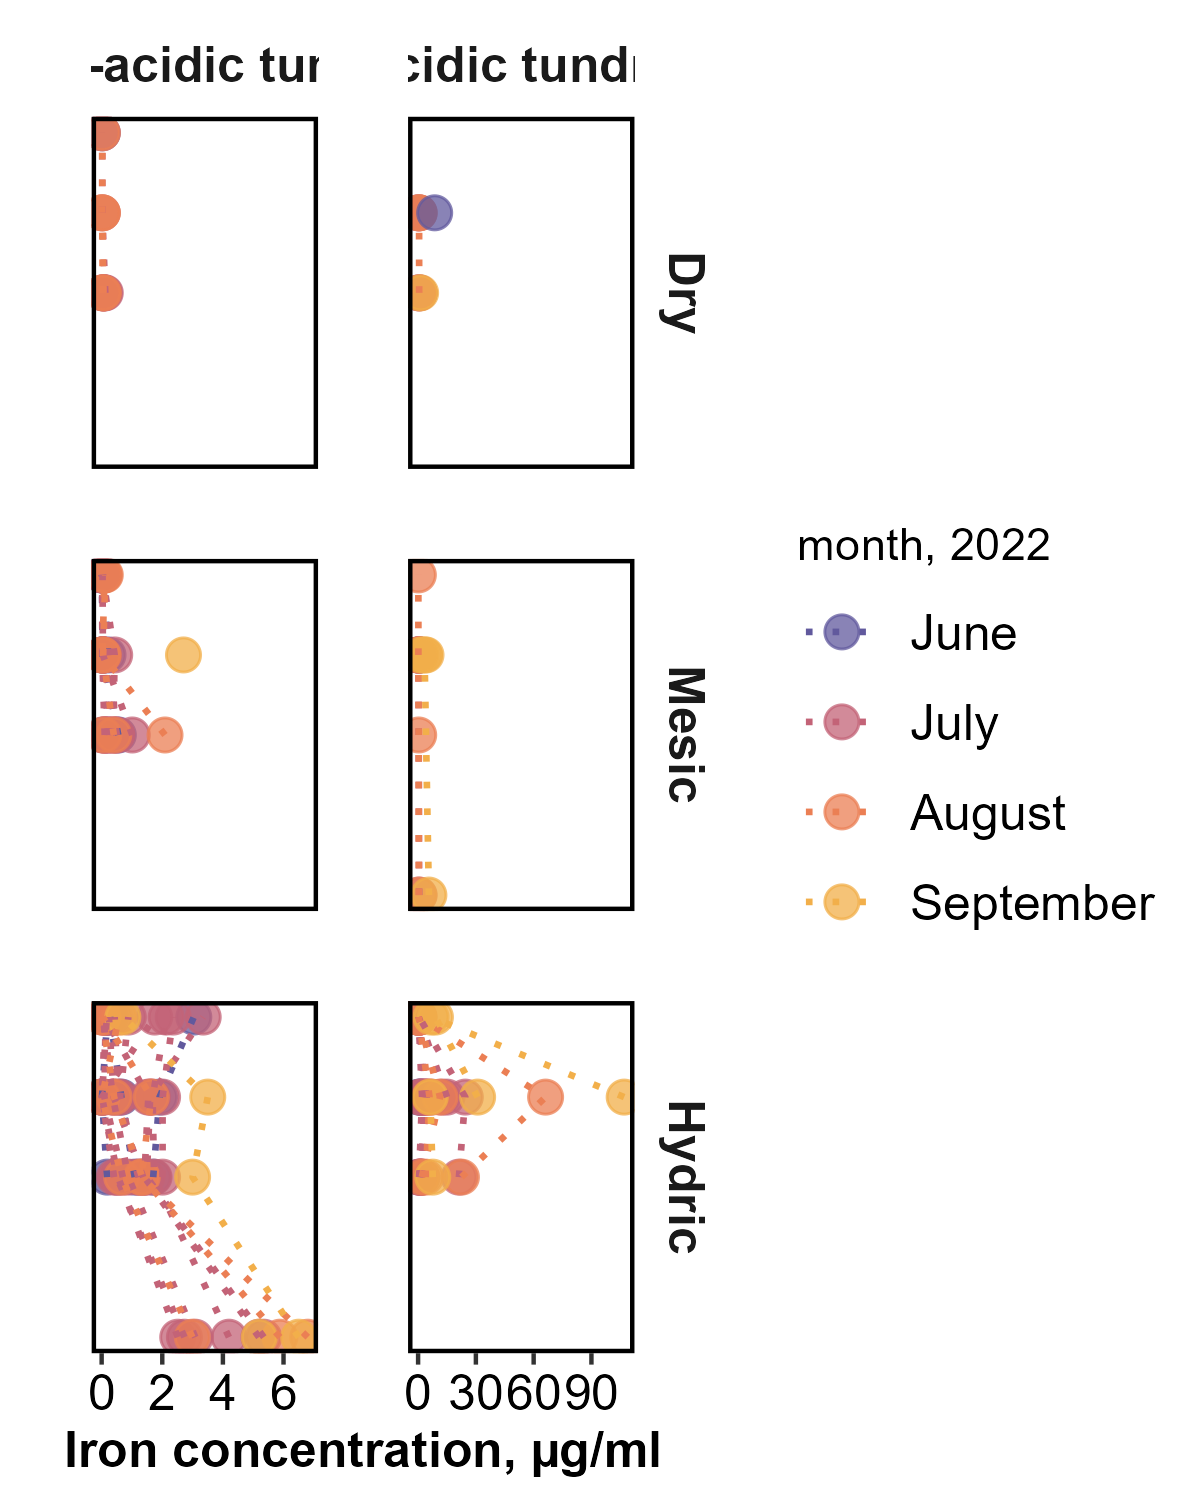 -acidic tur
cidic tund
Dry
Mesic
Hydric
month, 2022
June
July
August
September
0 2 4 6
0 30 60 90
Iron concentration, µg/ml